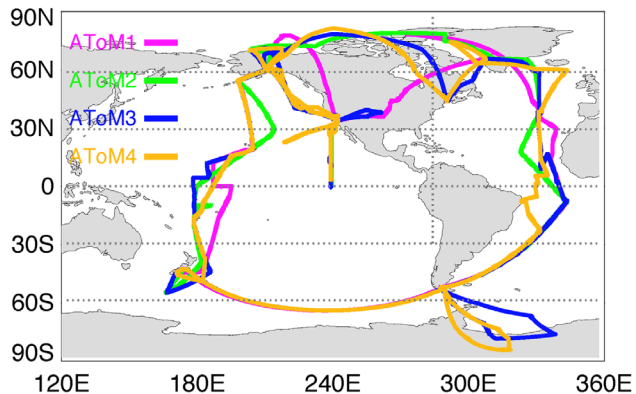 90N
AToM1
60N
AToM2
AToM3
30N
AToM4
0
30S
60S
90S
120E 180E 240E 300E 360E